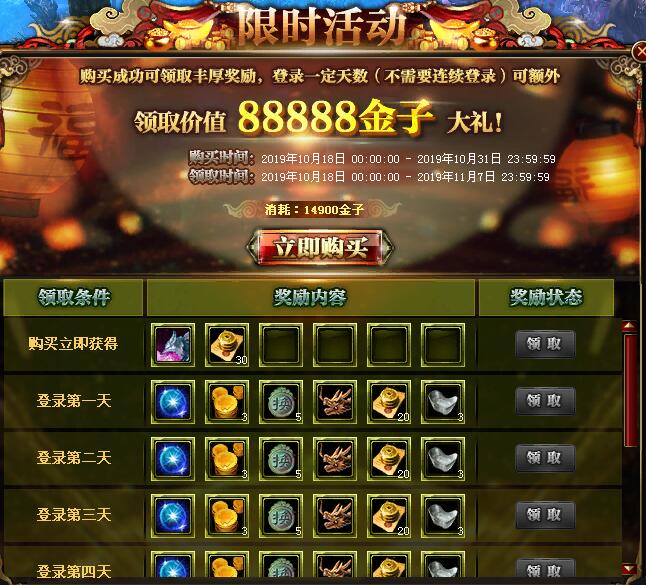 限时活动
购买成功可领取丰厚奖励，登录一定天数（不需要连续登录）可额外
领取价值 88888金子 大礼！
购买时间：2019年10月18日 00:00:00 - 2019年10月31日 23:59:59
领取时间：2019年10月18日 00:00:00 - 2019年11月7日 23:59:59
消耗：14900金子
立即购买
领取条件 奖励内容 奖励状态
购买立即获得 30 领取
登录第一天 3 换 5 20 3 领取
登录第二天 3 换 5 20 3 领取
登录第三天 3 换 5 20 3 领取
登录第四天 领取